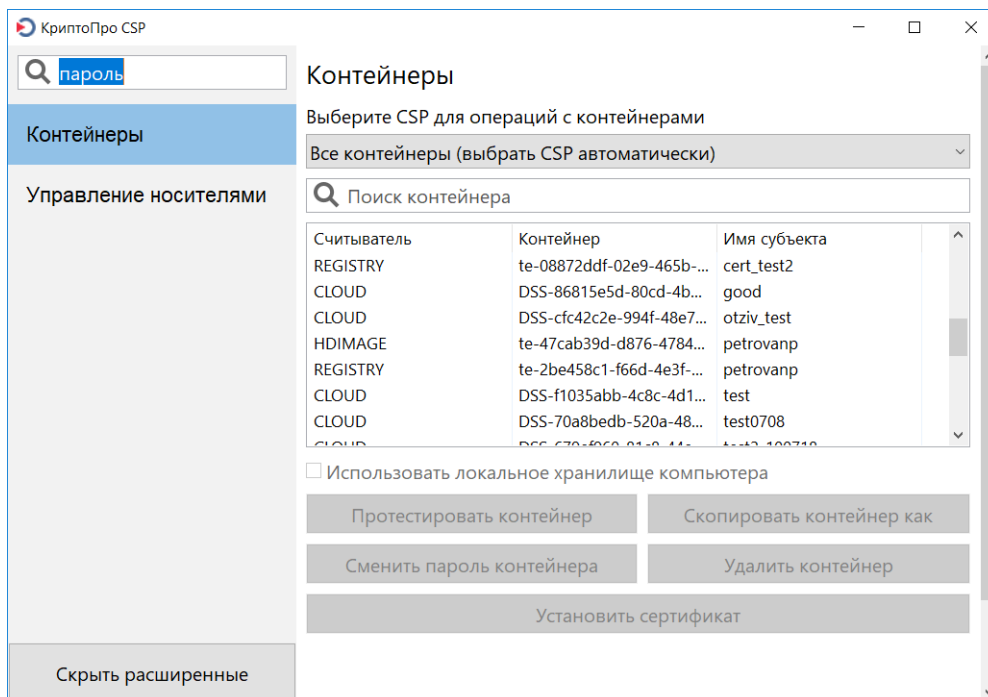 КриптоПро CSP
пароль
Контейнеры
Управление носителями
Скрыть расширенные
Контейнеры
Выберите CSP для операций с контейнерами
Все контейнеры (выбрать CSP автоматически)
Поиск контейнера
Считыватель Контейнер Имя субъекта
REGISTRY te-08872ddf-02e9-465b-... cert_test2
CLOUD DSS-86815e5d-80cd-4b... good
CLOUD DSS-cfc42c2e-994f-48e7... otziv_test
HDIMAGE te-47cab39d-d876-4784... petrovanp
REGISTRY te-2be458c1-f66d-4e3f-... petrovanp
CLOUD DSS-f1035abb-4c8c-4d1... test
CLOUD DSS-70a8bedb-520a-48... test0708
CLOUD
Использовать локальное хранилище компьютера
Протестировать контейнер Скопировать контейнер как
Сменить пароль контейнера Удалить контейнер
Установить сертификат